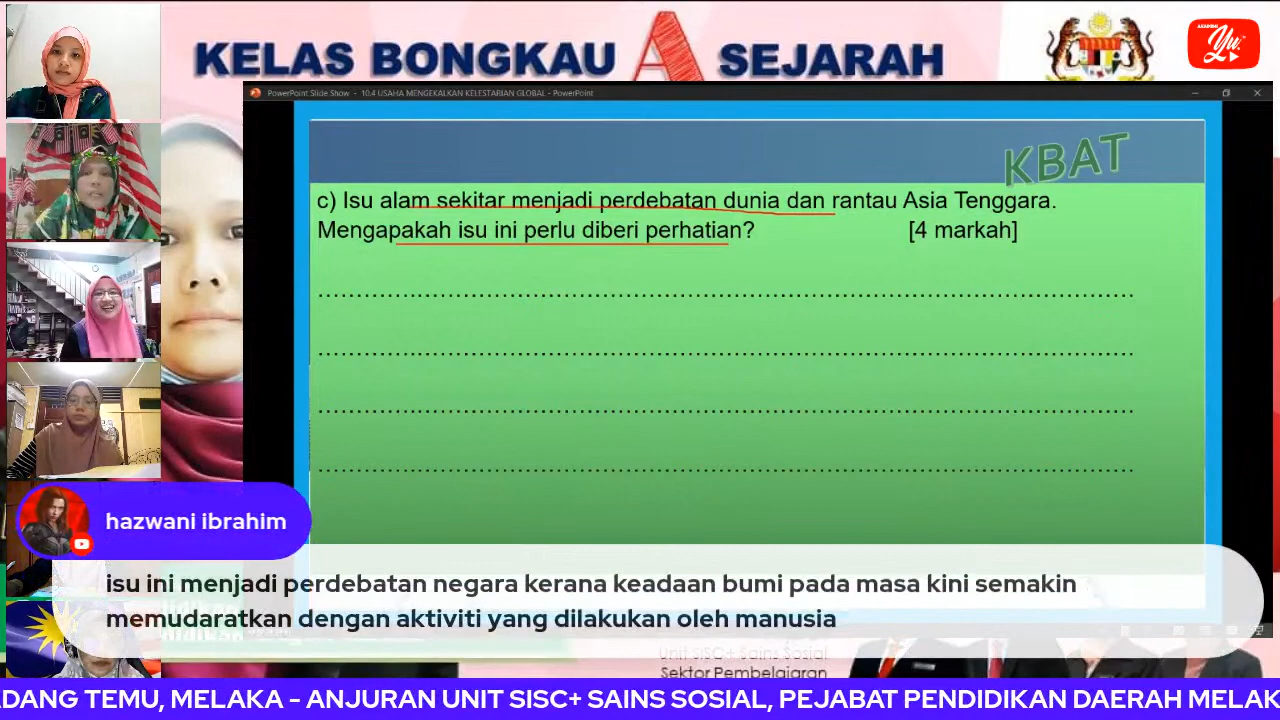 KELAS BONGKAU A SEJARAH
AKADEMI Yu.
PowerPoint Slide Show - 10.4 USAHA MENGEKALKAN KELESTARIAN GLOBAL - PowerPoint
KBAT
c) Isu alam sekitar menjadi perdebatan dunia dan rantau Asia Tenggara.
Mengapakah isu ini perlu diberi perhatian? [4 markah]
hazwani ibrahim
isu ini menjadi perdebatan negara kerana keadaan bumi pada masa kini semakin
memudaratkan dengan aktiviti yang dilakukan oleh manusia
Unit SISC+ Sains Sosial
Sektor Pembelajaran
ADANG TEMU, MELAKA - ANJURAN UNIT SISC+ SAINS SOSIAL, PEJABAT PENDIDIKAN DAERAH MELAK